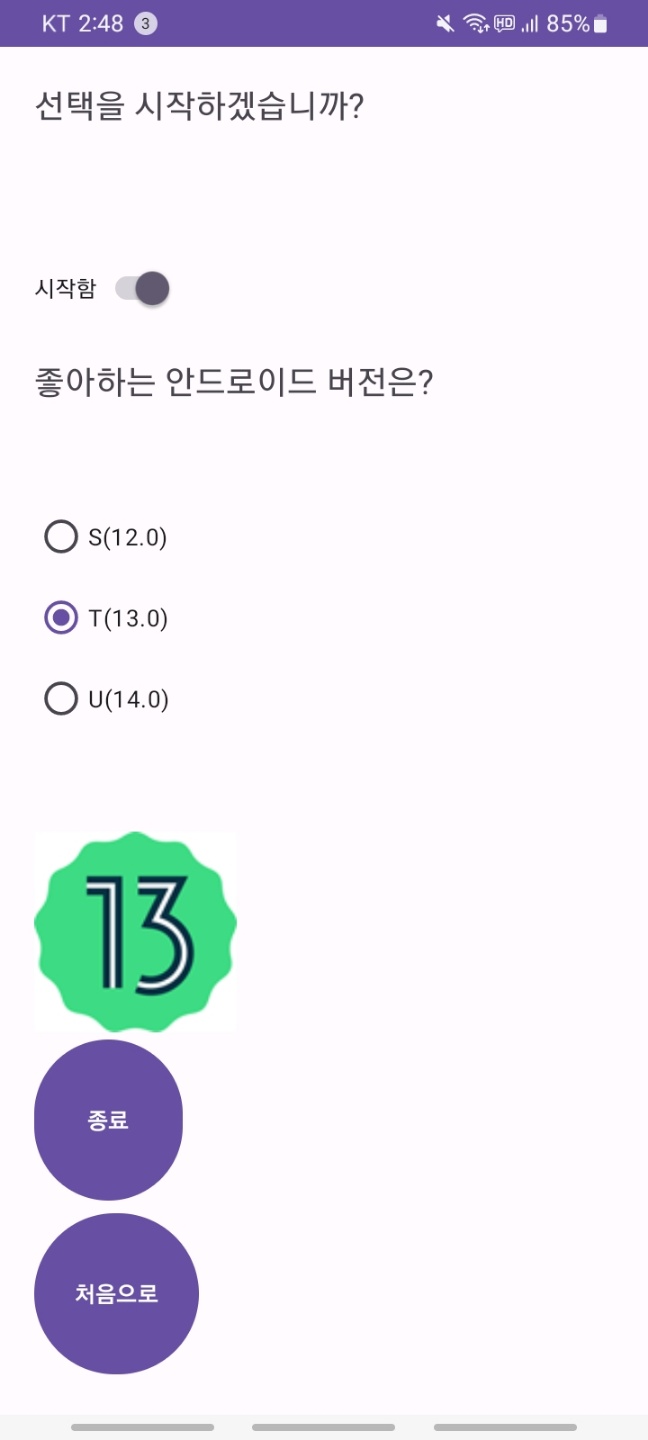 KT 2:48 3 HD 85%
선택을 시작하겠습니까?
시작함
좋아하는 안드로이드 버전은?
S(12.0)
T(13.0)
U(14.0)
13
종료
처음으로